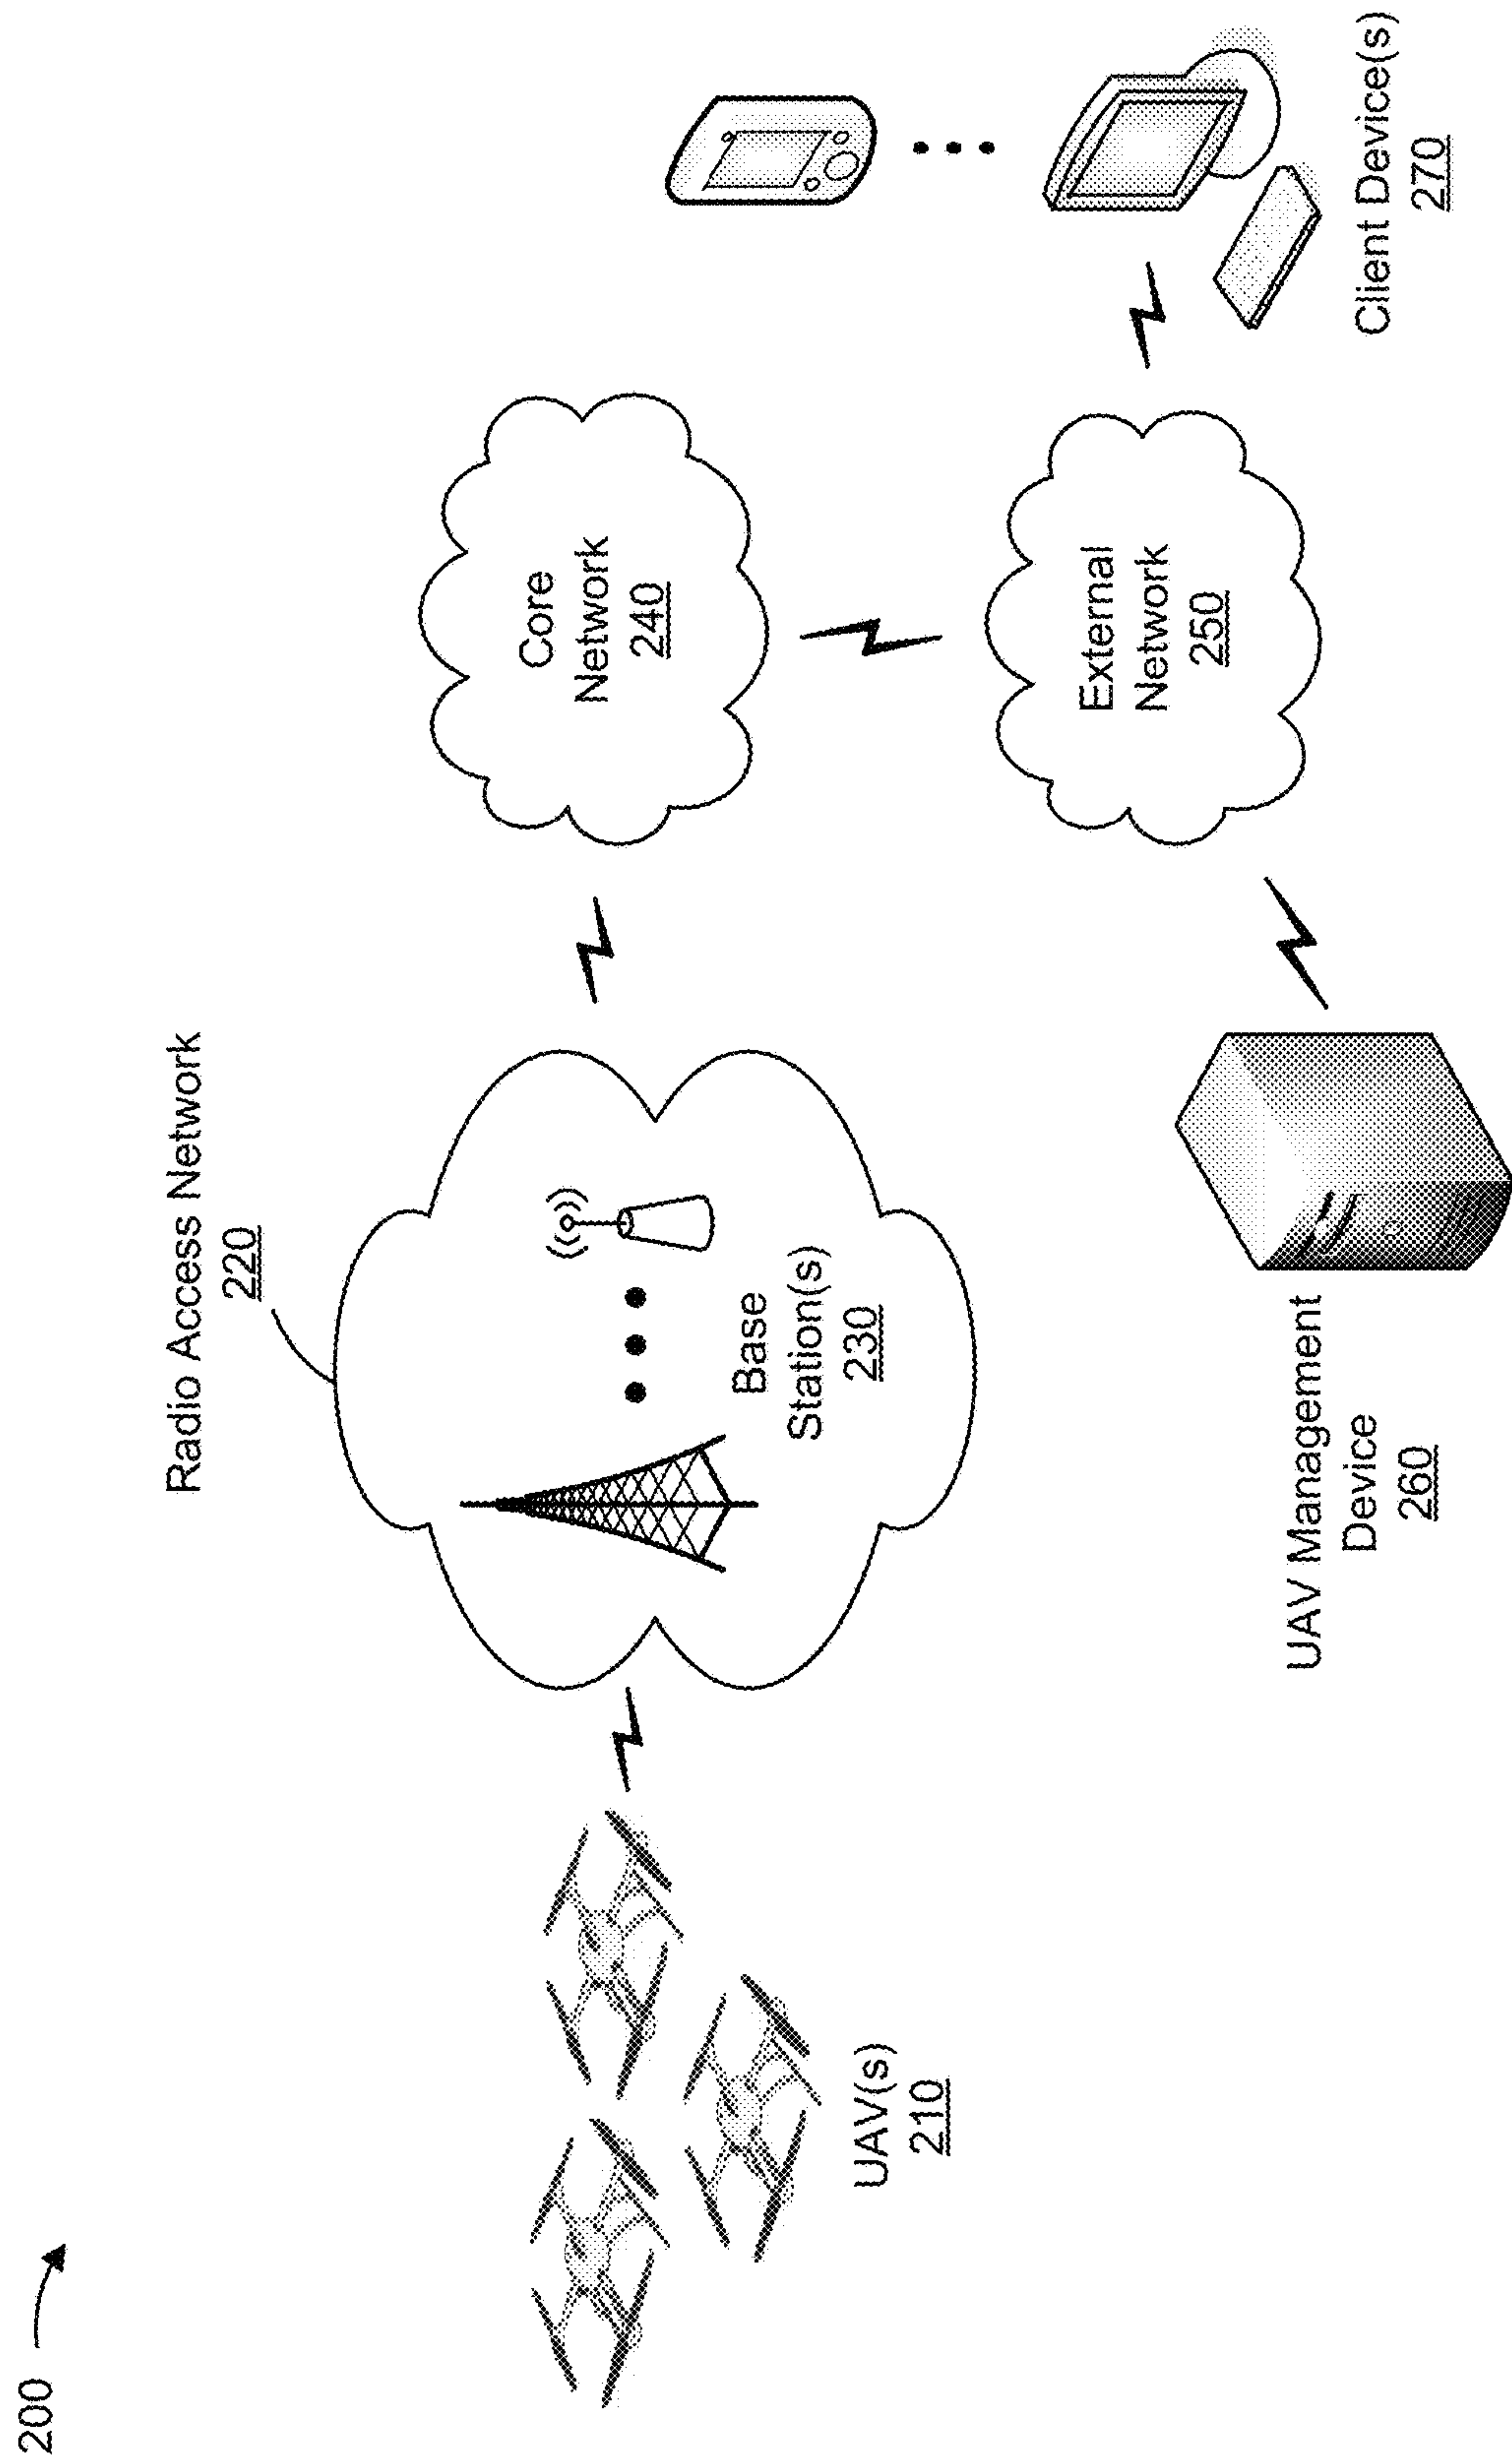 200
Radio Access Network
220
Base
Station(s)
230
UAV(s)
210
Core
Network
240
External
Network
250
UAV Management
Device
260
Client Device(s)
270